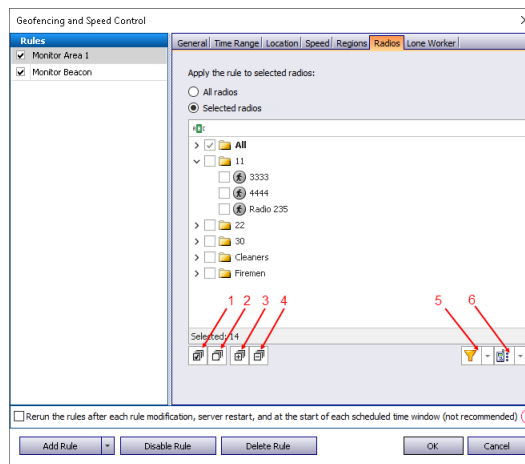 Geofencing and Speed Control
Rules
Monitor Area 1
Monitor Beacon
General Time Range Location Speed Regions Radios Lone Worker
Apply the rule to selected radios:
All radios
Selected radios
All
11
3333
4444
Radio 235
22
30
Cleaners
Firemen
1 2 3 4 5 6
Selected: 14
Rerun the rules after each rule modification, server restart, and at the start of each scheduled time window (not recommended)
Add Rule Disable Rule Delete Rule OK Cancel